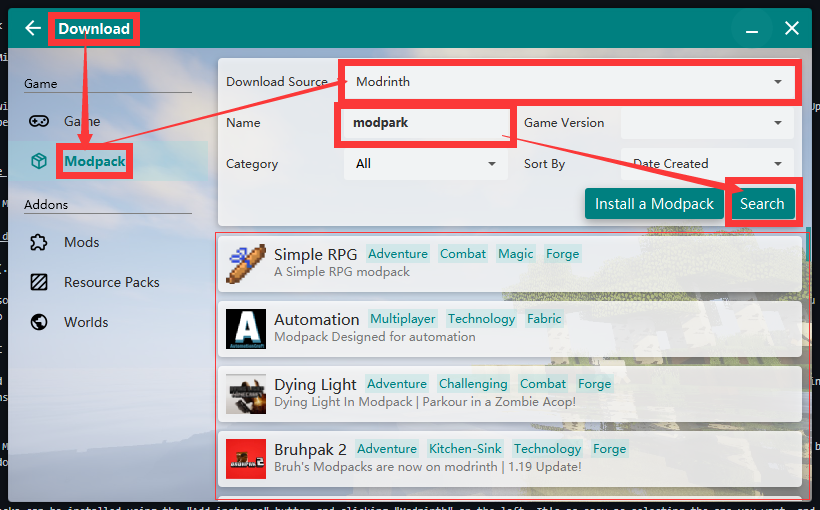 Download
Game
Game
Modpack
Addons
Mods
Resource Packs
Worlds
Download Source Modrinth
Name modpark Game Version
Category All Sort By Date Created
Install a Modpack Search
Simple RPG Adventure Combat Magic Forge
A Simple RPG modpack
Automation Multiplayer Technology Fabric
Modpack Designed for automation
Dying Light Adventure Challenging Combat Forge
Dying Light In Modpack | Parkour in a Zombie Acop!
Bruhpak 2 Adventure Kitchen-Sink Technology Forge
Bruh's Modpacks are now on modrinth | 1.19 Update!